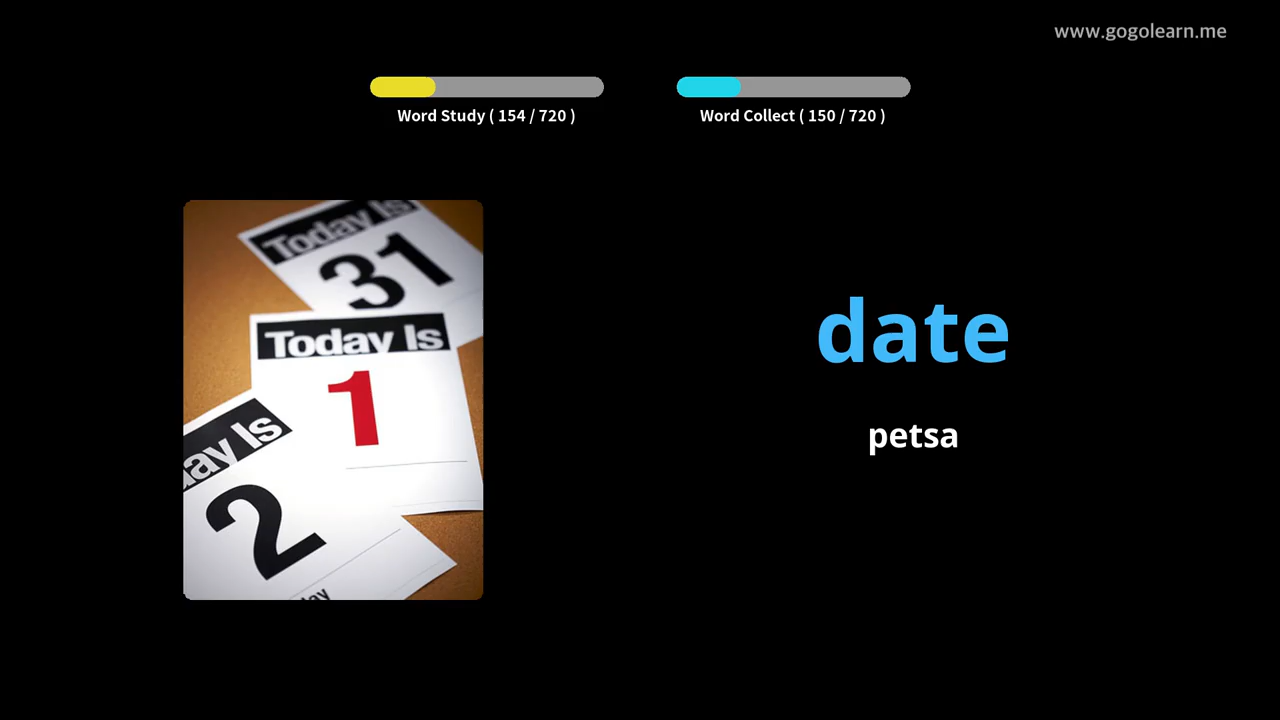 www.gogolearn.me
Word Study ( 154 / 720 )
Word Collect ( 150 / 720 )
Today Is
31
Today Is
1
ay Is
2
date
petsa